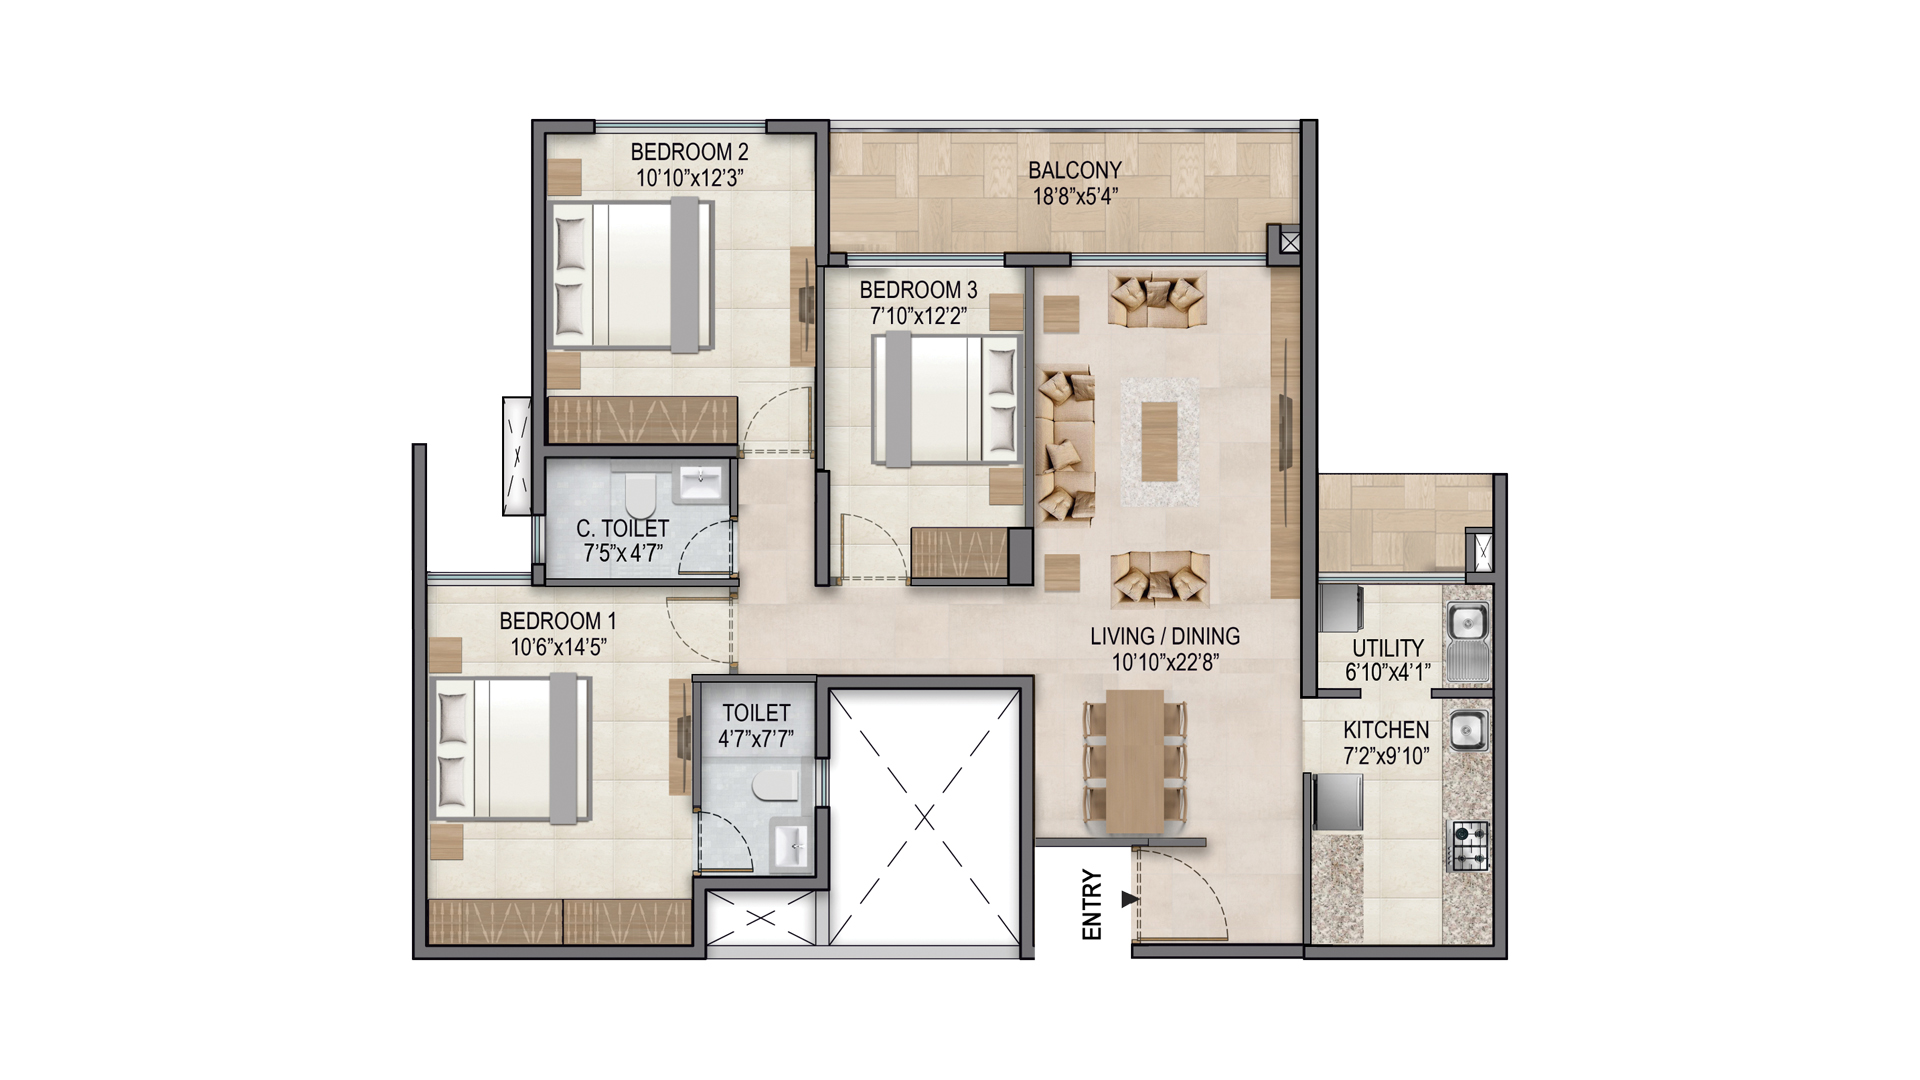 BEDROOM 2
10’10”x12’3”
BALCONY
18’8”x5’4”
BEDROOM 3
7’10”x12’2”
C. TOILET
7’5”x 4’7”
BEDROOM 1
10’6”x14’5”
LIVING / DINING
10’10”x22’8”
UTILITY
6’10”x4’1”
TOILET
4’7”x7’7”
KITCHEN
7’2”x9’10”
ENTRY